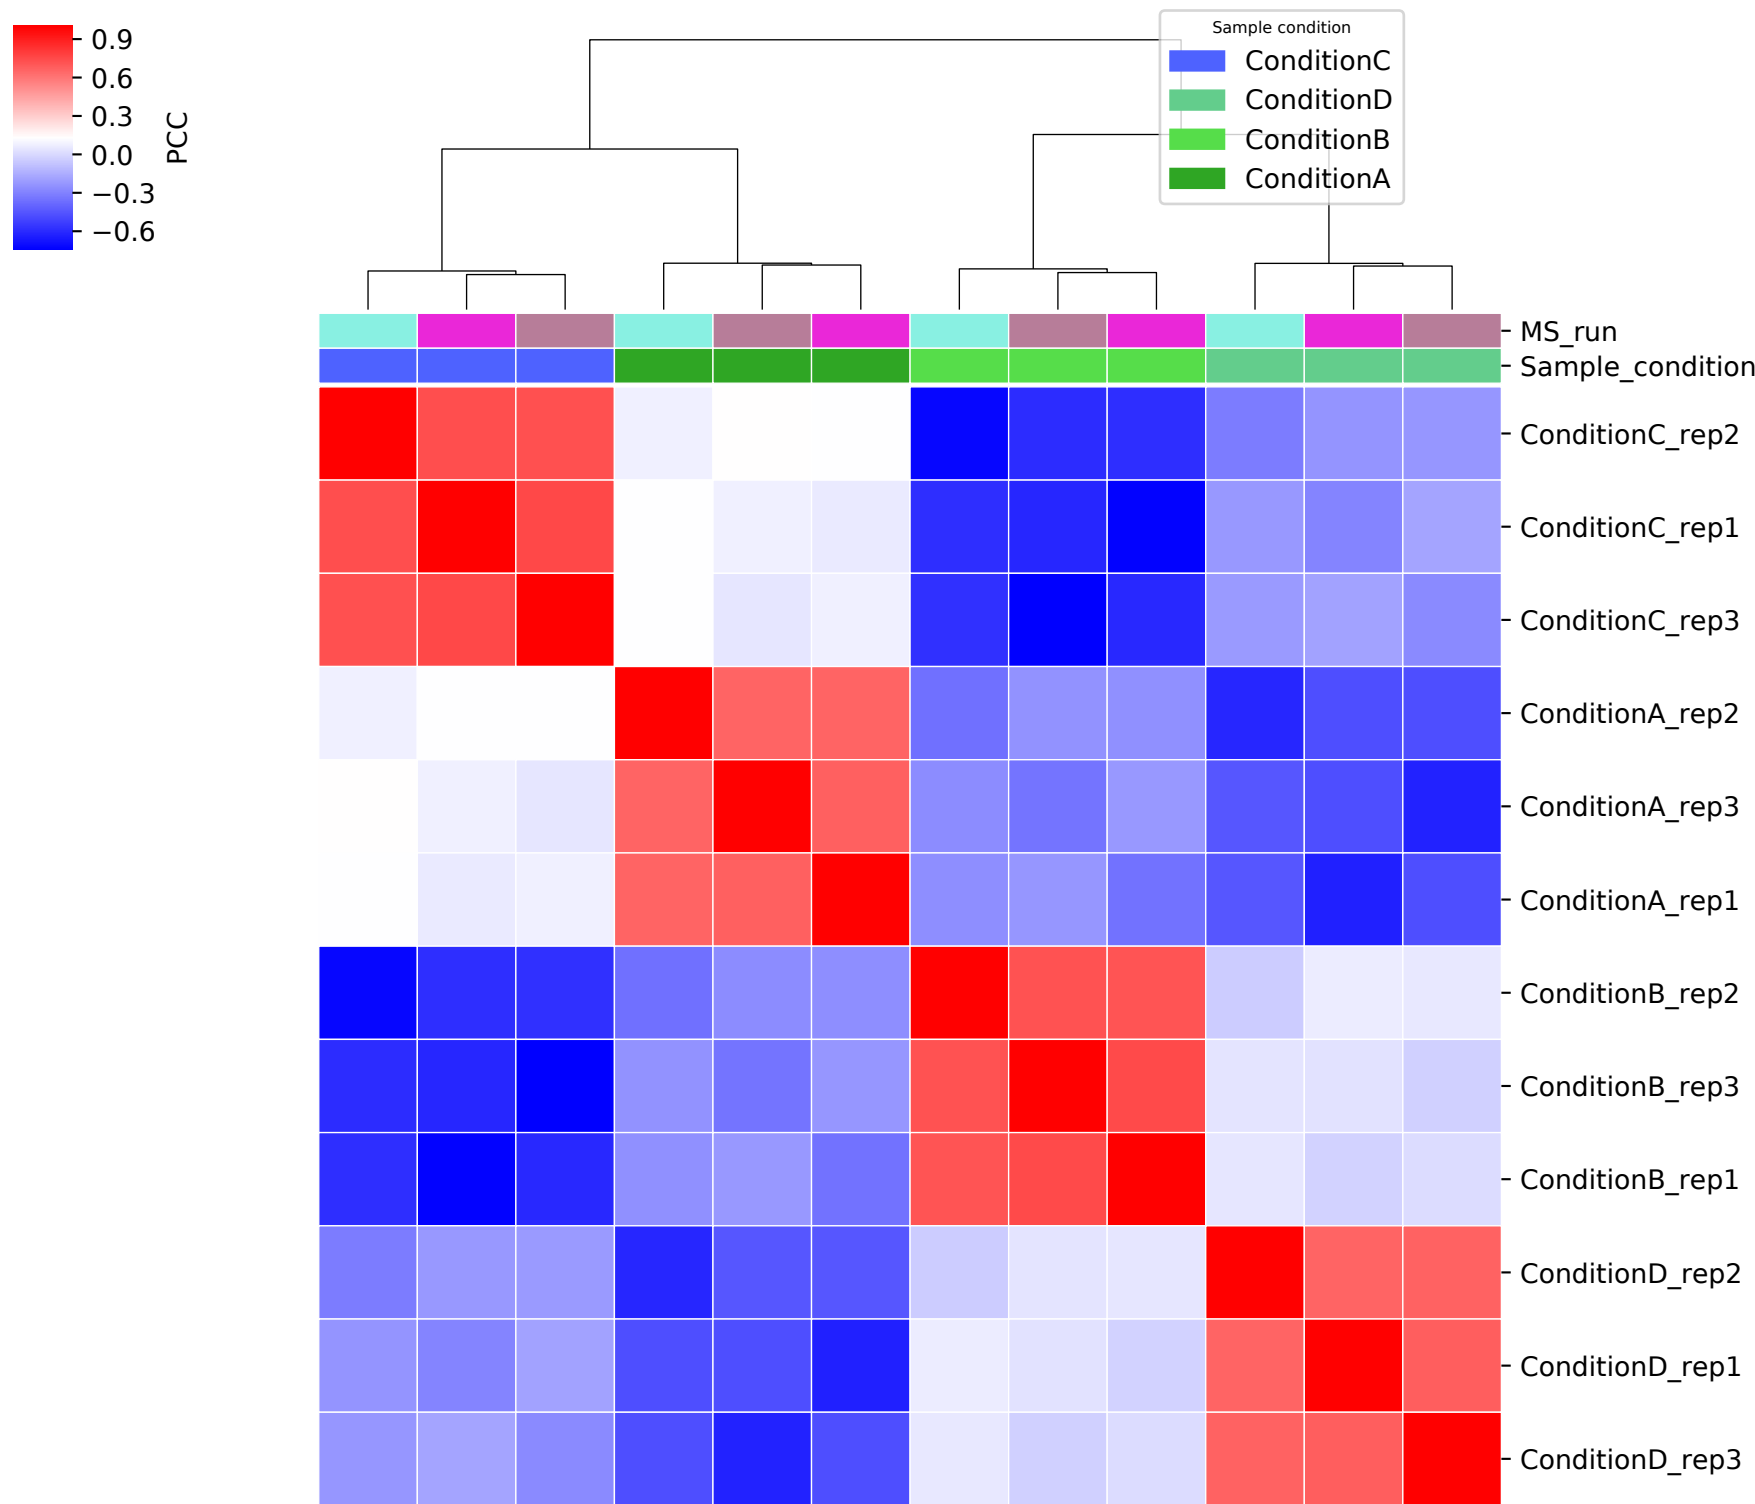 0.9
0.6
0.3
0.0
−0.3
−0.6
PCC
Sample condition
ConditionC
ConditionD
ConditionB
ConditionA
MS_run
Sample_condition
ConditionC_rep2
ConditionC_rep1
ConditionC_rep3
ConditionA_rep2
ConditionA_rep3
ConditionA_rep1
ConditionB_rep2
ConditionB_rep3
ConditionB_rep1
ConditionD_rep2
ConditionD_rep1
ConditionD_rep3